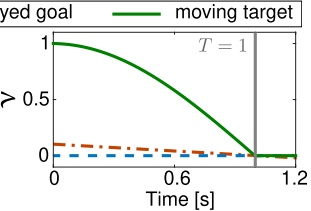 yed goal moving target
T = 1
1
0.5
0
γ
0 0.6 1.2
Time [s]